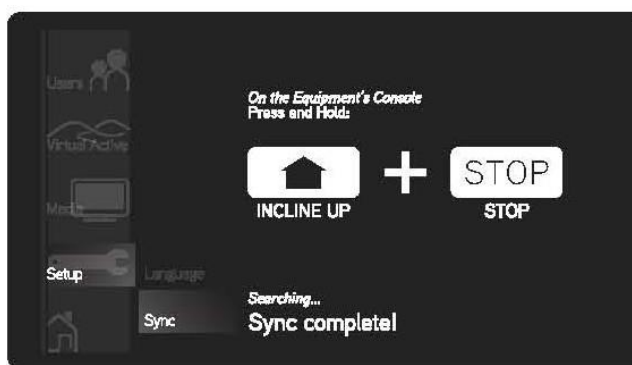 Users
Virtual Active
Media
Setup
Language
Sync
On the Equipment's Console
Press and Hold:
INCLINE UP
STOP
STOP
Searching...
Sync complete!